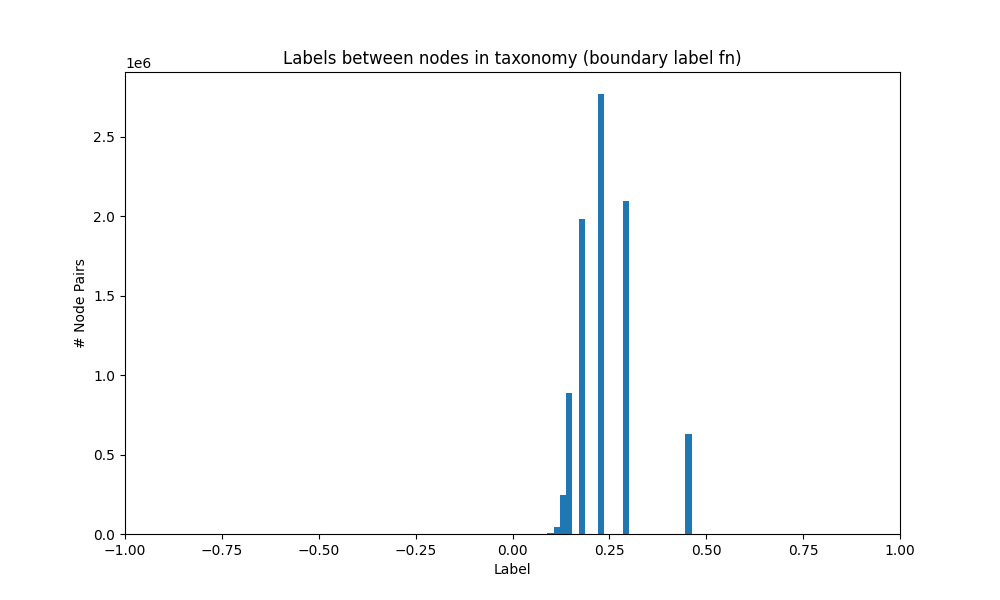 Labels between nodes in taxonomy (boundary label fn)
1e6
2.5
2.0
1.5
1.0
0.5
0.0
# Node Pairs
−1.00 −0.75 −0.50 −0.25 0.00 0.25 0.50 0.75 1.00
Label